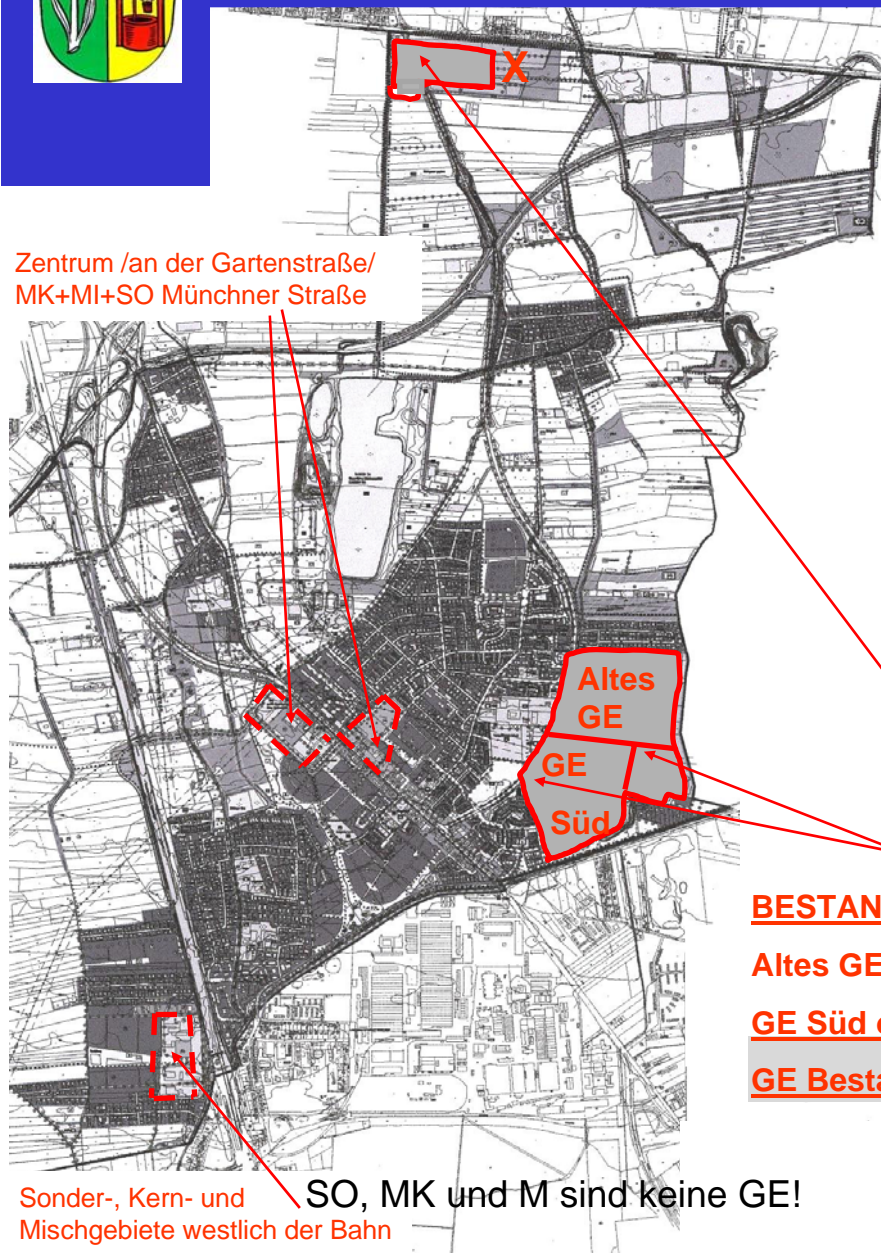 X
Zentrum /an der Gartenstraße/
MK+MI+SO Münchner Straße
Altes
GE
GE
Süd
BESTAN
Altes GE
GE Süd
GE Besta
SO, MK und M sind keine GE!
Sonder-, Kern- und
Mischgebiete westlich der Bahn